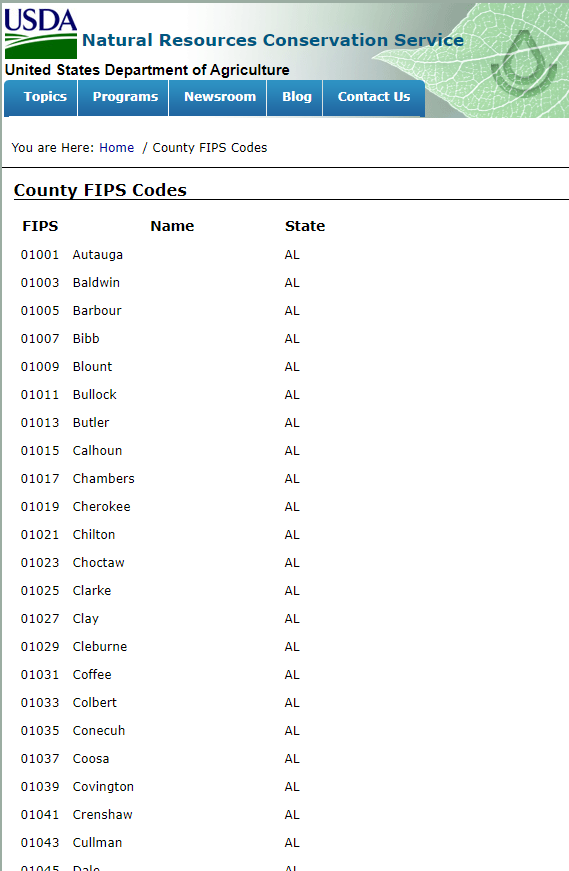 USDA
Natural Resources Conservation Service
United States Department of Agriculture
Topics Programs Newsroom Blog Contact Us
You are Here: Home / County FIPS Codes
County FIPS Codes
FIPS Name State
01001 Autauga AL
01003 Baldwin AL
01005 Barbour AL
01007 Bibb AL
01009 Blount AL
01011 Bullock AL
01013 Butler AL
01015 Calhoun AL
01017 Chambers AL
01019 Cherokee AL
01021 Chilton AL
01023 Choctaw AL
01025 Clarke AL
01027 Clay AL
01029 Cleburne AL
01031 Coffee AL
01033 Colbert AL
01035 Conecuh AL
01037 Coosa AL
01039 Covington AL
01041 Crenshaw AL
01043 Cullman AL
01045 Dale AL